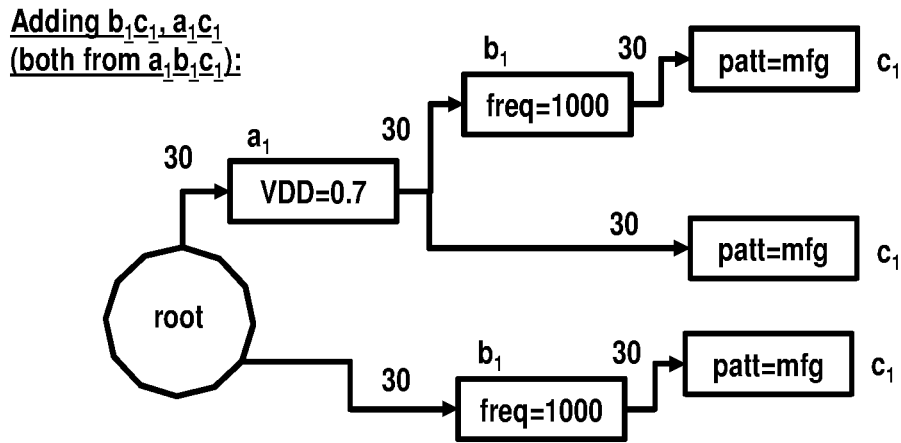 Adding b₁c₁, a₁c₁
(both from a₁b₁c₁):
b₁
30
patt=mfg
c₁
freq=1000
30
a₁
30
VDD=0.7
30
patt=mfg
c₁
root
b₁
30
patt=mfg
c₁
30
freq=1000